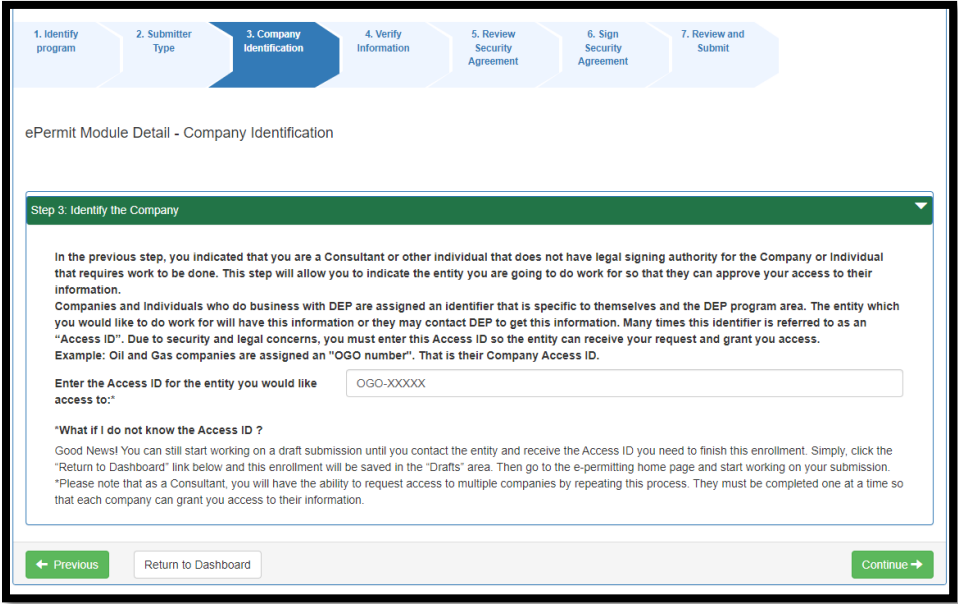 1. Identify program
2. Submitter Type
3. Company Identification
4. Verify Information
5. Review Security Agreement
6. Sign Security Agreement
7. Review and Submit
ePermit Module Detail - Company Identification
Step 3: Identify the Company
In the previous step, you indicated that you are a Consultant or other individual that does not have legal signing authority for the Company or Individual
that requires work to be done. This step will allow you to indicate the entity you are going to do work for so that they can approve your access to their
information.
Companies and Individuals who do business with DEP are assigned an identifier that is specific to themselves and the DEP program area. The entity which
you would like to do work for will have this information or they may contact DEP to get this information. Many times this identifier is referred to as an
“Access ID”. Due to security and legal concerns, you must enter this Access ID so the entity can receive your request and grant you access.
Example: Oil and Gas companies are assigned an "OGO number". That is their Company Access ID.
Enter the Access ID for the entity you would like
access to:*
OGO-XXXXX
*What if I do not know the Access ID ?
Good News! You can still start working on a draft submission until you contact the entity and receive the Access ID you need to finish this enrollment. Simply, click the
“Return to Dashboard” link below and this enrollment will be saved in the “Drafts” area. Then go to the e-permitting home page and start working on your submission.
*Please note that as a Consultant, you will have the ability to request access to multiple companies by repeating this process. They must be completed one at a time so
that each company can grant you access to their information.
Previous
Return to Dashboard
Continue